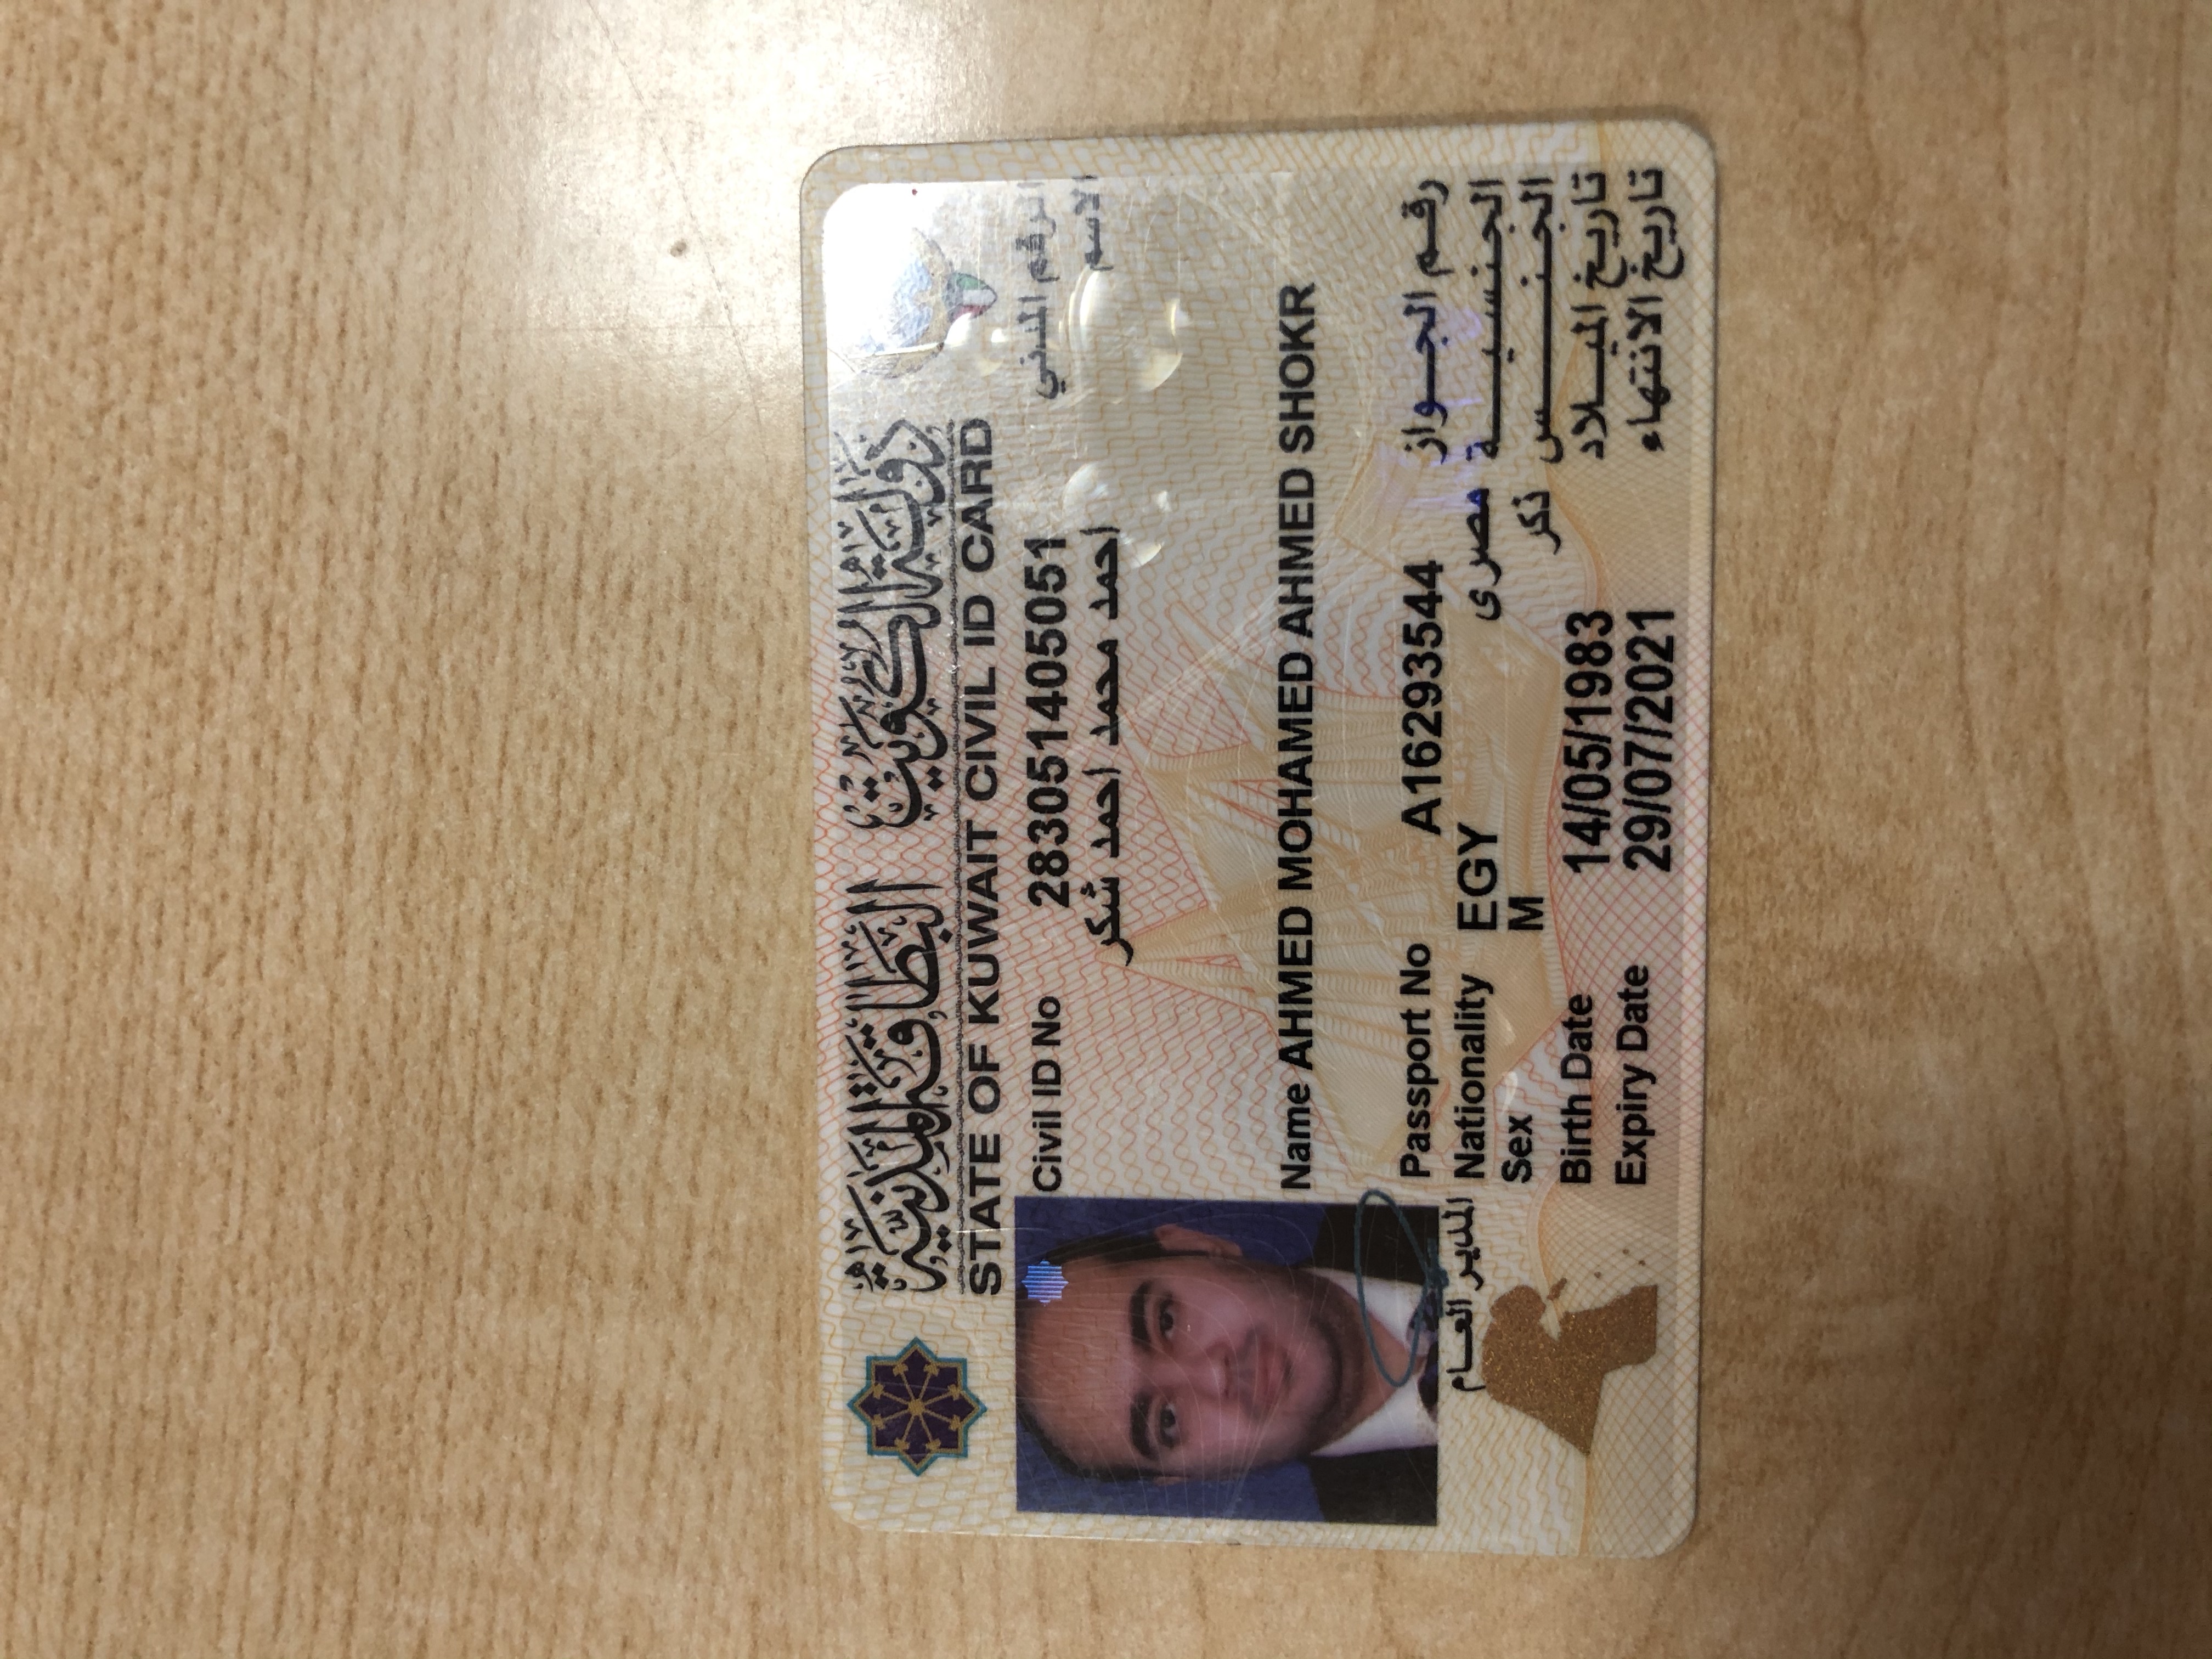 دولة الكويت البطاقة المدنية
STATE OF KUWAIT CIVIL ID CARD
Civil ID No 283051405051 الرقم المدني
احمد محمد احمد شكر الاسم
Name AHMED MOHAMED AHMED SHOKR
Passport No A16293544 رقم الجواز
المدير العام
Nationality EGY مصرى الجنسية
Sex M ذكر الجنس
Birth Date 14/05/1983 تاريخ الميلاد
Expiry Date 29/07/2021 تاريخ الانتهاء